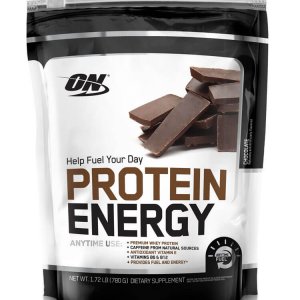 ON
Help Fuel Your Day
PROTEIN
ENERGY
ANYTIME USE:
• PREMIUM WHEY PROTEIN
• CAFFEINE FROM NATURAL SOURCES
• ANTIOXIDANT VITAMIN E
• VITAMINS B6 & B12
• PROVIDES FUEL AND ENERGY*
NET WT. 1.72 LB (780 G) DIETARY SUPPLEMENT
CHOCOLATE
FUEL